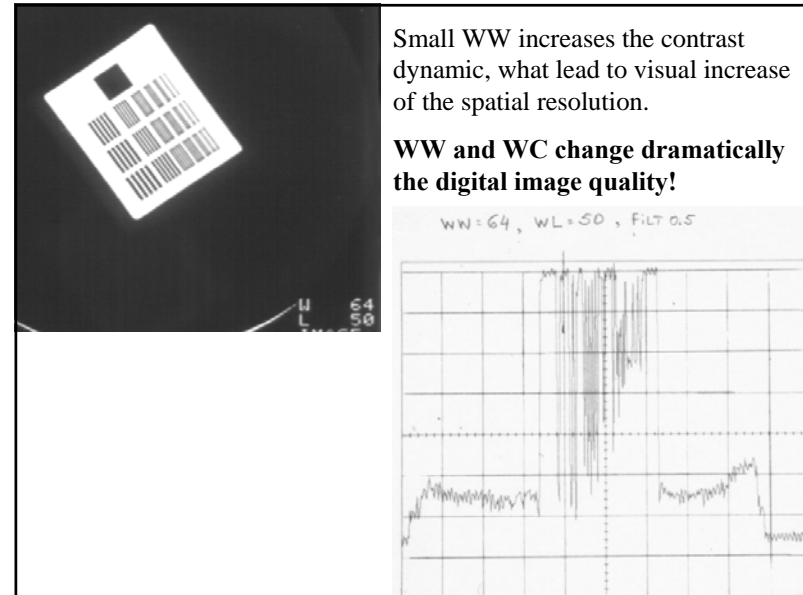 Small WW increases the contrast
dynamic, what lead to visual increase
of the spatial resolution.
WW and WC change dramatically
the digital image quality!
WW=64, WL=50, FILT 0.5
W 64
L 50